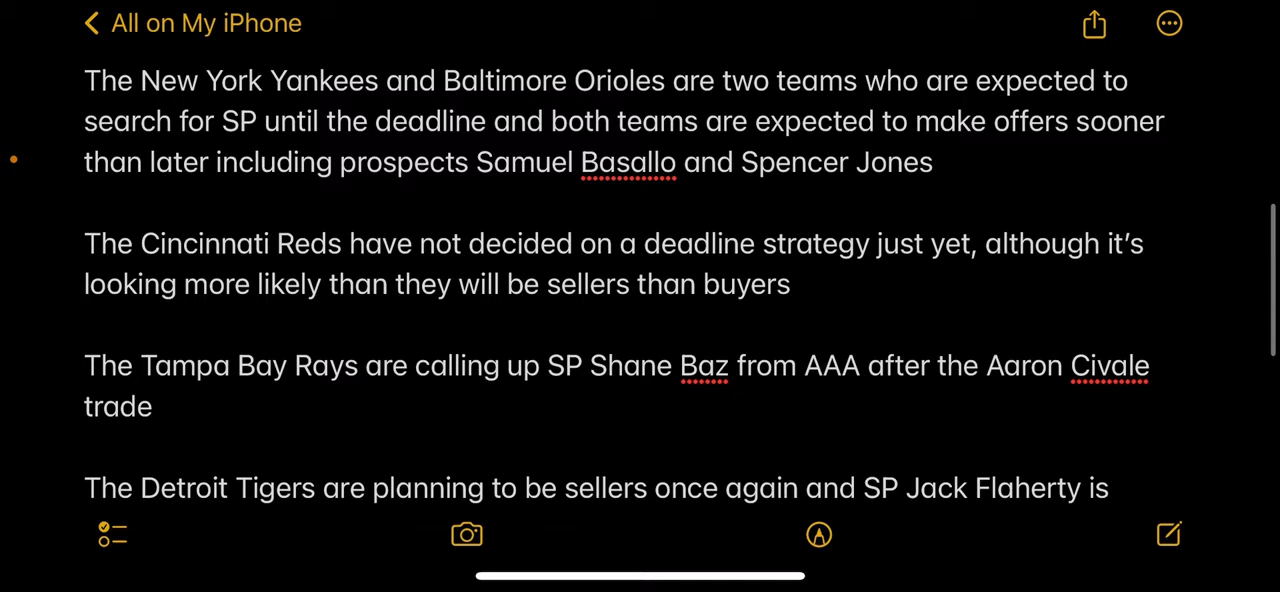 All on My iPhone
The New York Yankees and Baltimore Orioles are two teams who are expected to
search for SP until the deadline and both teams are expected to make offers sooner
than later including prospects Samuel Basallo and Spencer Jones
The Cincinnati Reds have not decided on a deadline strategy just yet, although it’s
looking more likely than they will be sellers than buyers
The Tampa Bay Rays are calling up SP Shane Baz from AAA after the Aaron Civale
trade
The Detroit Tigers are planning to be sellers once again and SP Jack Flaherty is